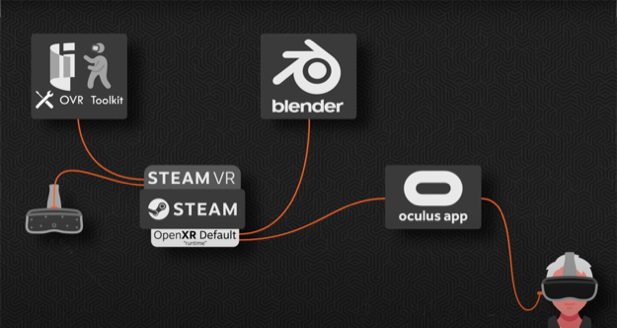 OVR Toolkit
blender
STEAM VR
STEAM
OpenXR Default
"runtime"
oculus app